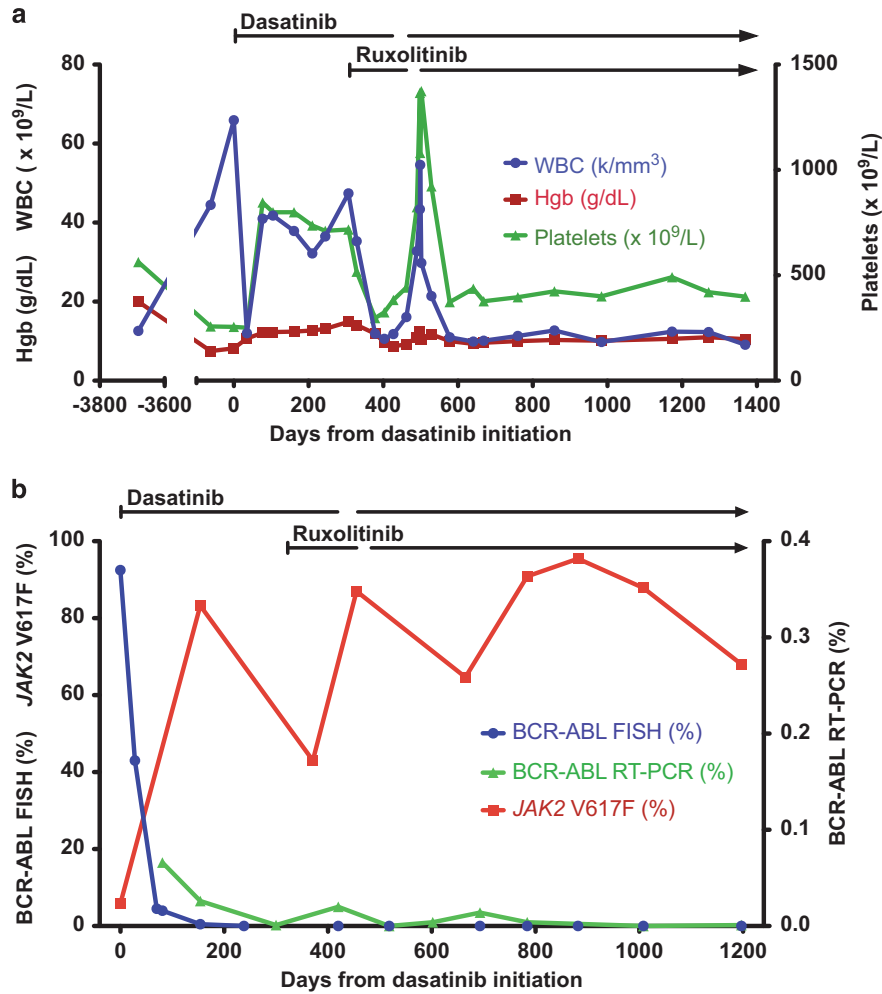 a
Dasatinib
Ruxolitinib
80
60
40
20
0
Hgb (g/dL) WBC ( x 10⁹/L)
1500
1000
500
0
Platelets (x 10⁹/L)
WBC (k/mm³)
Hgb (g/dL)
Platelets (x 10⁹/L)
-3800 -3600 0 200 400 600 800 1000 1200 1400
Days from dasatinib initiation
b
Dasatinib
Ruxolitinib
100
80
60
40
20
0
BCR-ABL FISH (%) JAK2 V617F (%)
0.4
0.3
0.2
0.1
0.0
BCR-ABL RT-PCR (%)
BCR-ABL FISH (%)
BCR-ABL RT-PCR (%)
JAK2 V617F (%)
0 200 400 600 800 1000 1200
Days from dasatinib initiation